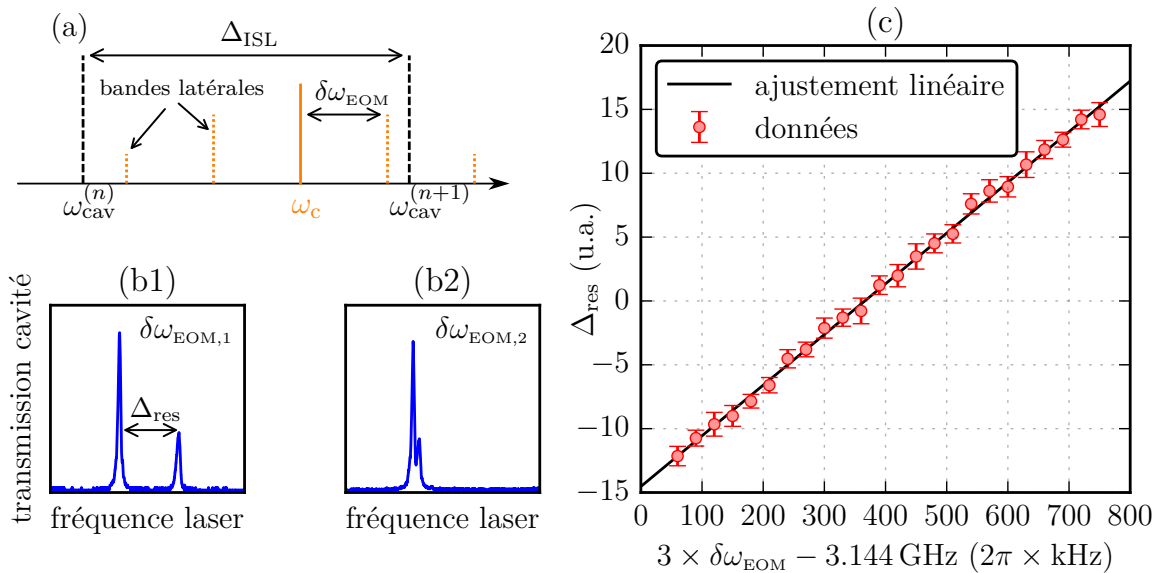 (a)
Δ_ISL
bandes latérales
δω_EOM
ω_cav^(n)
ω_c
ω_cav^(n+1)
(b1)
δω_EOM,1
Δ_res
transmission cavité
fréquence laser
(b2)
δω_EOM,2
fréquence laser
(c)
ajustement linéaire
données
Δ_res (u.a.)
20
15
10
5
0
−5
−10
−15
0 100 200 300 400 500 600 700 800
3 × δω_EOM − 3.144 GHz (2π × kHz)